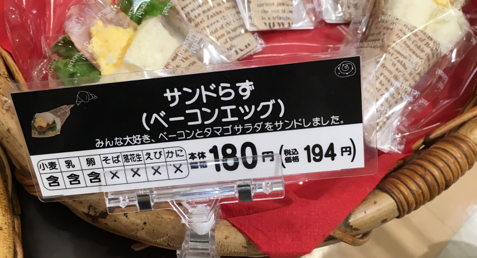 サンドらず
(ベーコンエッグ)
みんな大好き、ベーコンとタマゴサラダをサンドしました。
小麦 乳 卵 そば 落花生 えび かに
含 含 含 × × × ×
本体価格 180円 (税込価格 194円)